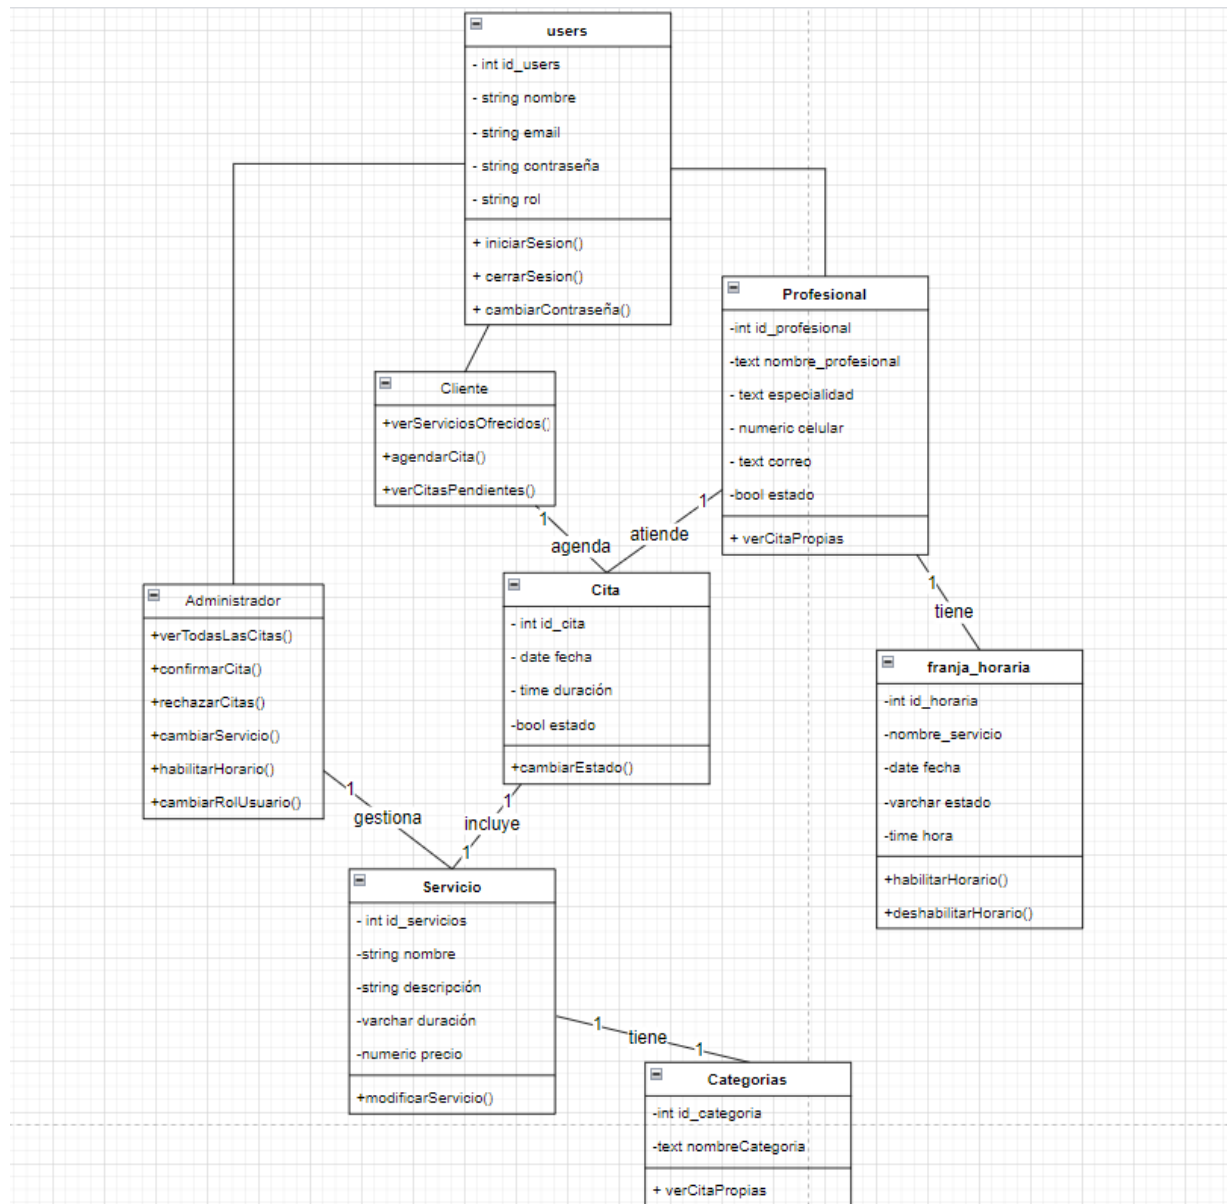 users
- int id_users
- string nombre
- string email
- string contraseña
- string rol
+ iniciarSesion()
+ cerrarSesion()
+ cambiarContraseña()
Profesional
-int id_profesional
-text nombre_profesional
- text especialidad
- numeric celular
- text correo
-bool estado
+ verCitaPropias
Cliente
+verServiciosOfrecidos()
+agendarCita()
+verCitasPendientes()
1
agenda
1
atiende
1
tiene
Administrador
+verTodasLasCitas()
+confirmarCita()
+rechazarCitas()
+cambiarServicio()
+habilitarHorario()
+cambiarRolUsuario()
Cita
- int id_cita
- date fecha
- time duración
-bool estado
+cambiarEstado()
franja_horaria
-int id_horaria
-nombre_servicio
-date fecha
-varchar estado
-time hora
+habilitarHorario()
+deshabilitarHorario()
1
gestiona
1
incluye
1
Servicio
- int id_servicios
-string nombre
-string descripción
-varchar duración
-numeric precio
+modificarServicio()
1
tiene
1
Categorias
-int id_categoria
-text nombreCategoria
+ verCitaPropias